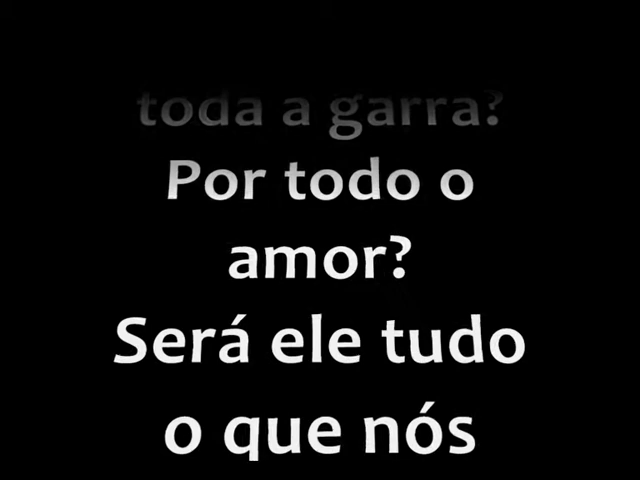 toda a garra?
Por todo o
amor?
Será ele tudo
o que nós